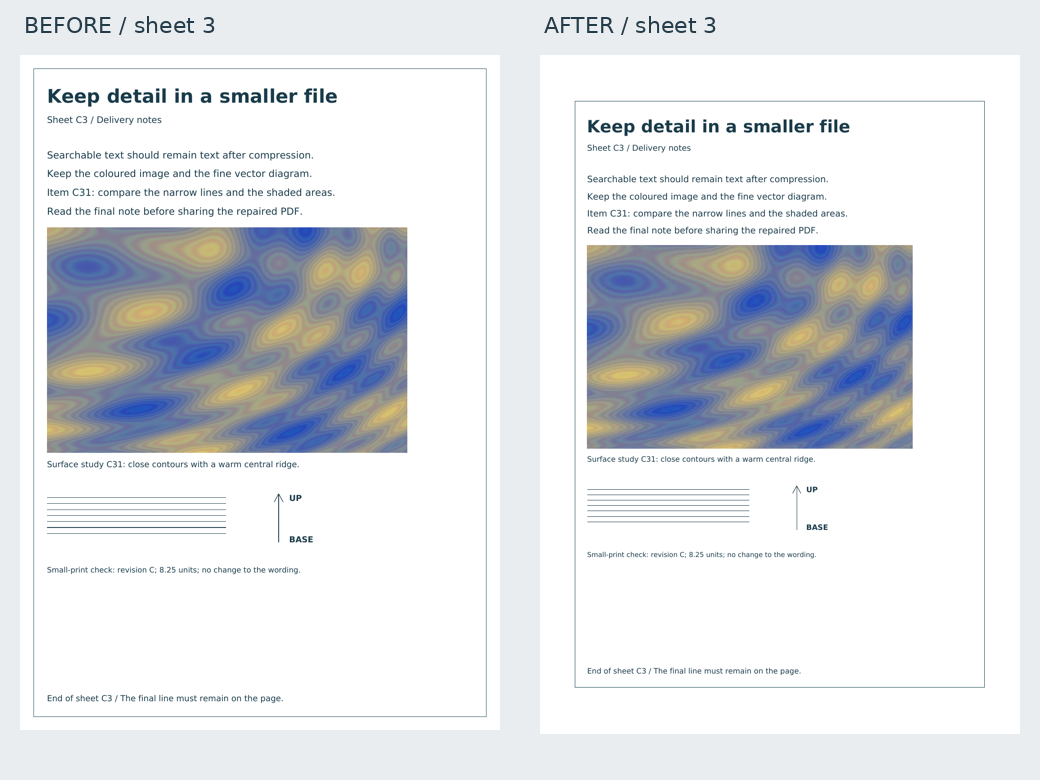 BEFORE / sheet 3
Keep detail in a smaller file
Sheet C3 / Delivery notes
Searchable text should remain text after compression.
Keep the coloured image and the fine vector diagram.
Item C31: compare the narrow lines and the shaded areas.
Read the final note before sharing the repaired PDF.
Surface study C31: close contours with a warm central ridge.
UP
BASE
Small-print check: revision C; 8.25 units; no change to the wording.
End of sheet C3 / The final line must remain on the page.
AFTER / sheet 3
Keep detail in a smaller file
Sheet C3 / Delivery notes
Searchable text should remain text after compression.
Keep the coloured image and the fine vector diagram.
Item C31: compare the narrow lines and the shaded areas.
Read the final note before sharing the repaired PDF.
Surface study C31: close contours with a warm central ridge.
UP
BASE
Small-print check: revision C; 8.25 units; no change to the wording.
End of sheet C3 / The final line must remain on the page.